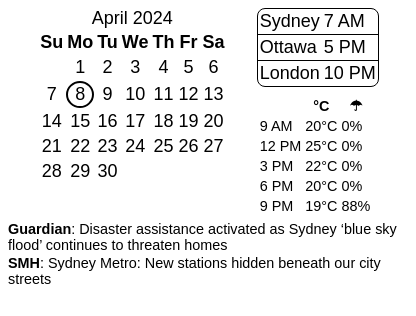 April 2024
Su Mo Tu We Th Fr Sa
1 2 3 4 5 6
7 8 9 10 11 12 13
14 15 16 17 18 19 20
21 22 23 24 25 26 27
28 29 30
Sydney 7 AM
Ottawa 5 PM
London 10 PM
°C ☂
9 AM 20°C 0%
12 PM 25°C 0%
3 PM 22°C 0%
6 PM 20°C 0%
9 PM 19°C 88%
Guardian: Disaster assistance activated as Sydney ‘blue sky
flood’ continues to threaten homes
SMH: Sydney Metro: New stations hidden beneath our city
streets